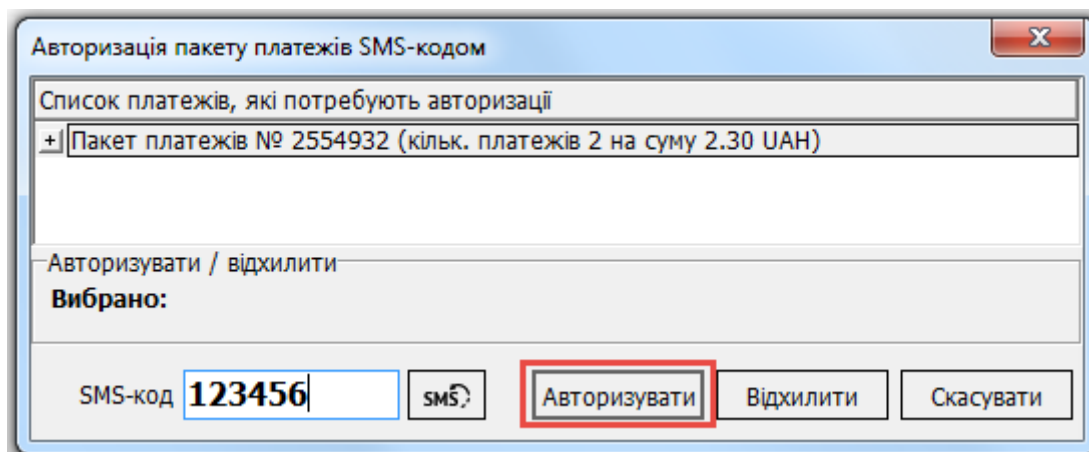 Авторизація пакету платежів SMS-кодом
Список платежів, які потребують авторизації
+ Пакет платежів № 2554932 (кільк. платежів 2 на суму 2.30 UAH)
Авторизувати / відхилити
Вибрано:
SMS-код 123456 SMS Авторизувати Відхилити Скасувати